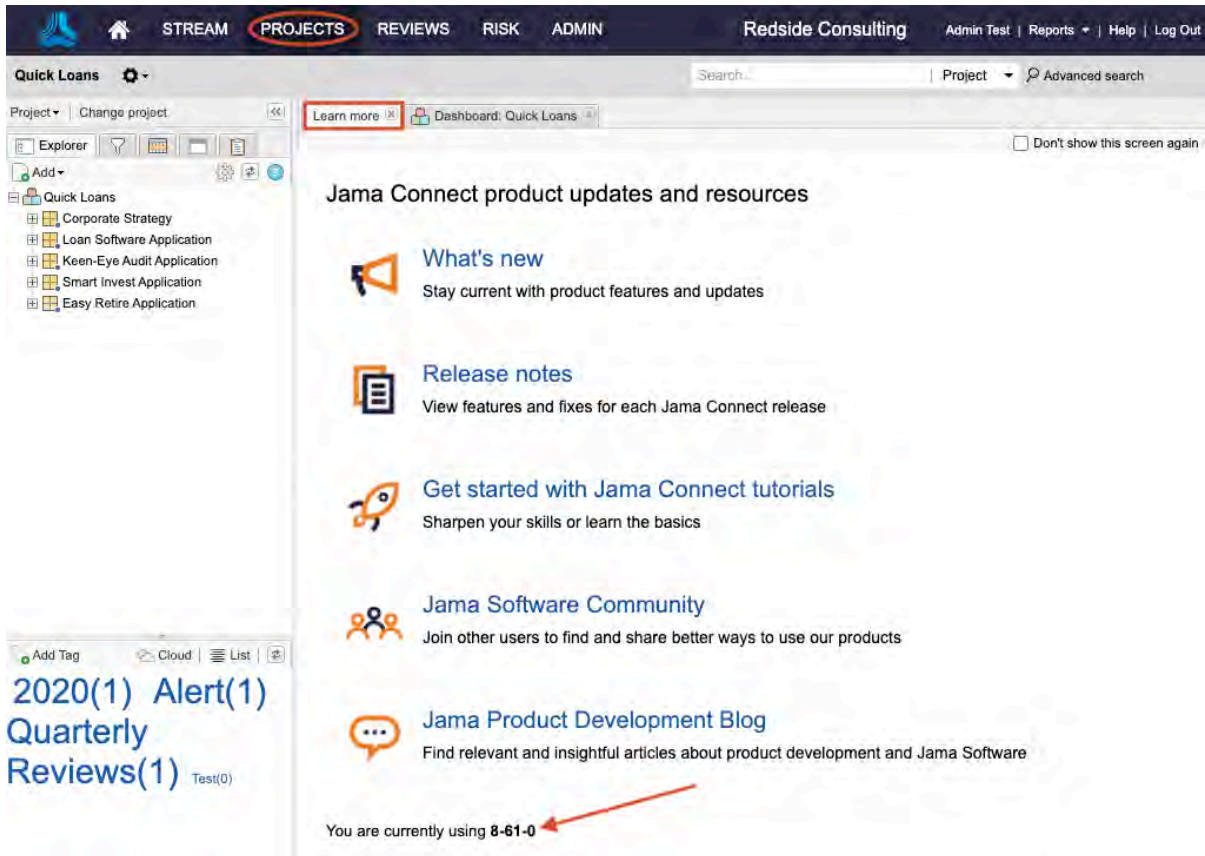 STREAM PROJECTS REVIEWS RISK ADMIN Redside Consulting Admin Test | Reports | Help | Log Out
Quick Loans Search... Project Advanced search
Project Change project
Learn more Dashboard: Quick Loans
Explorer
Don't show this screen again
Add
Quick Loans
Corporate Strategy
Loan Software Application
Keen-Eye Audit Application
Smart Invest Application
Easy Retire Application
Jama Connect product updates and resources
What's new
Stay current with product features and updates
Release notes
View features and fixes for each Jama Connect release
Get started with Jama Connect tutorials
Sharpen your skills or learn the basics
Jama Software Community
Join other users to find and share better ways to use our products
Jama Product Development Blog
Find relevant and insightful articles about product development and Jama Software
You are currently using 8-61-0
Add Tag Cloud | List |
2020(1) Alert(1)
Quarterly
Reviews(1) Test(0)